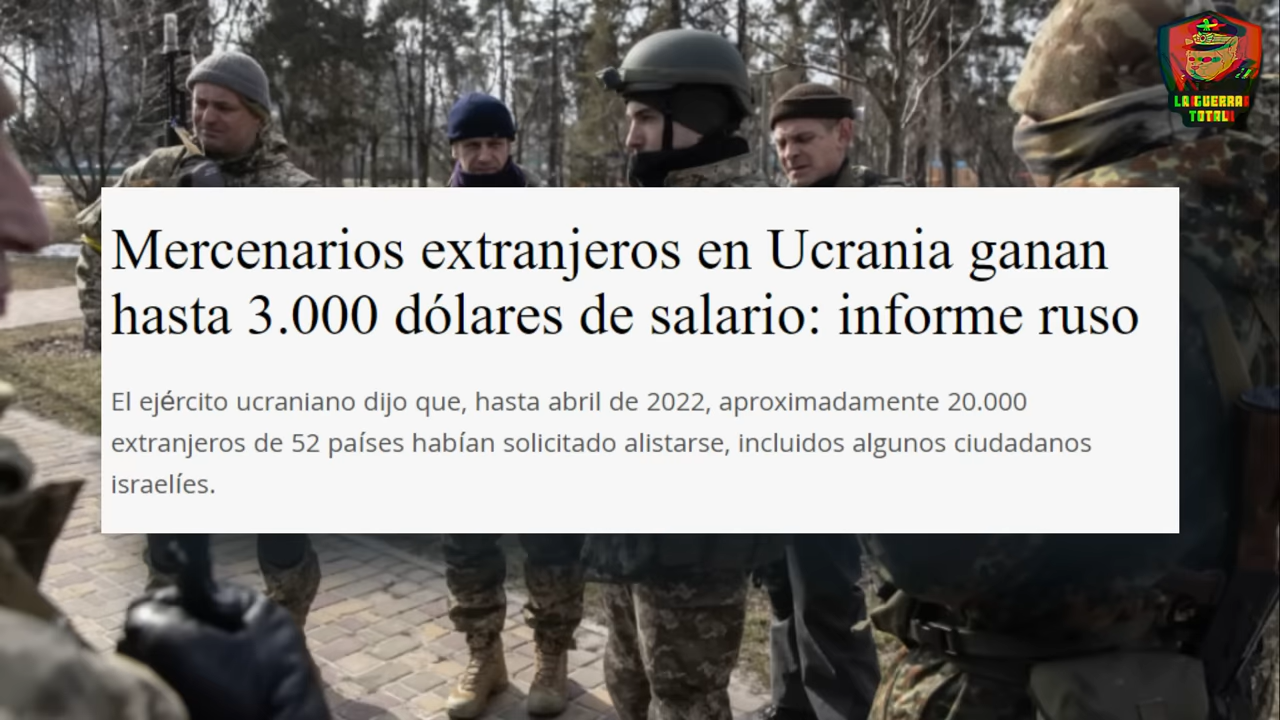 LA GUERRA
TOTAL
Mercenarios extranjeros en Ucrania ganan
hasta 3.000 dólares de salario: informe ruso
El ejército ucraniano dijo que, hasta abril de 2022, aproximadamente 20.000
extranjeros de 52 países habían solicitado alistarse, incluidos algunos ciudadanos
israelíes.